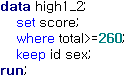 data high1_2;
set score;
where total>=260;
keep id sex;
run;